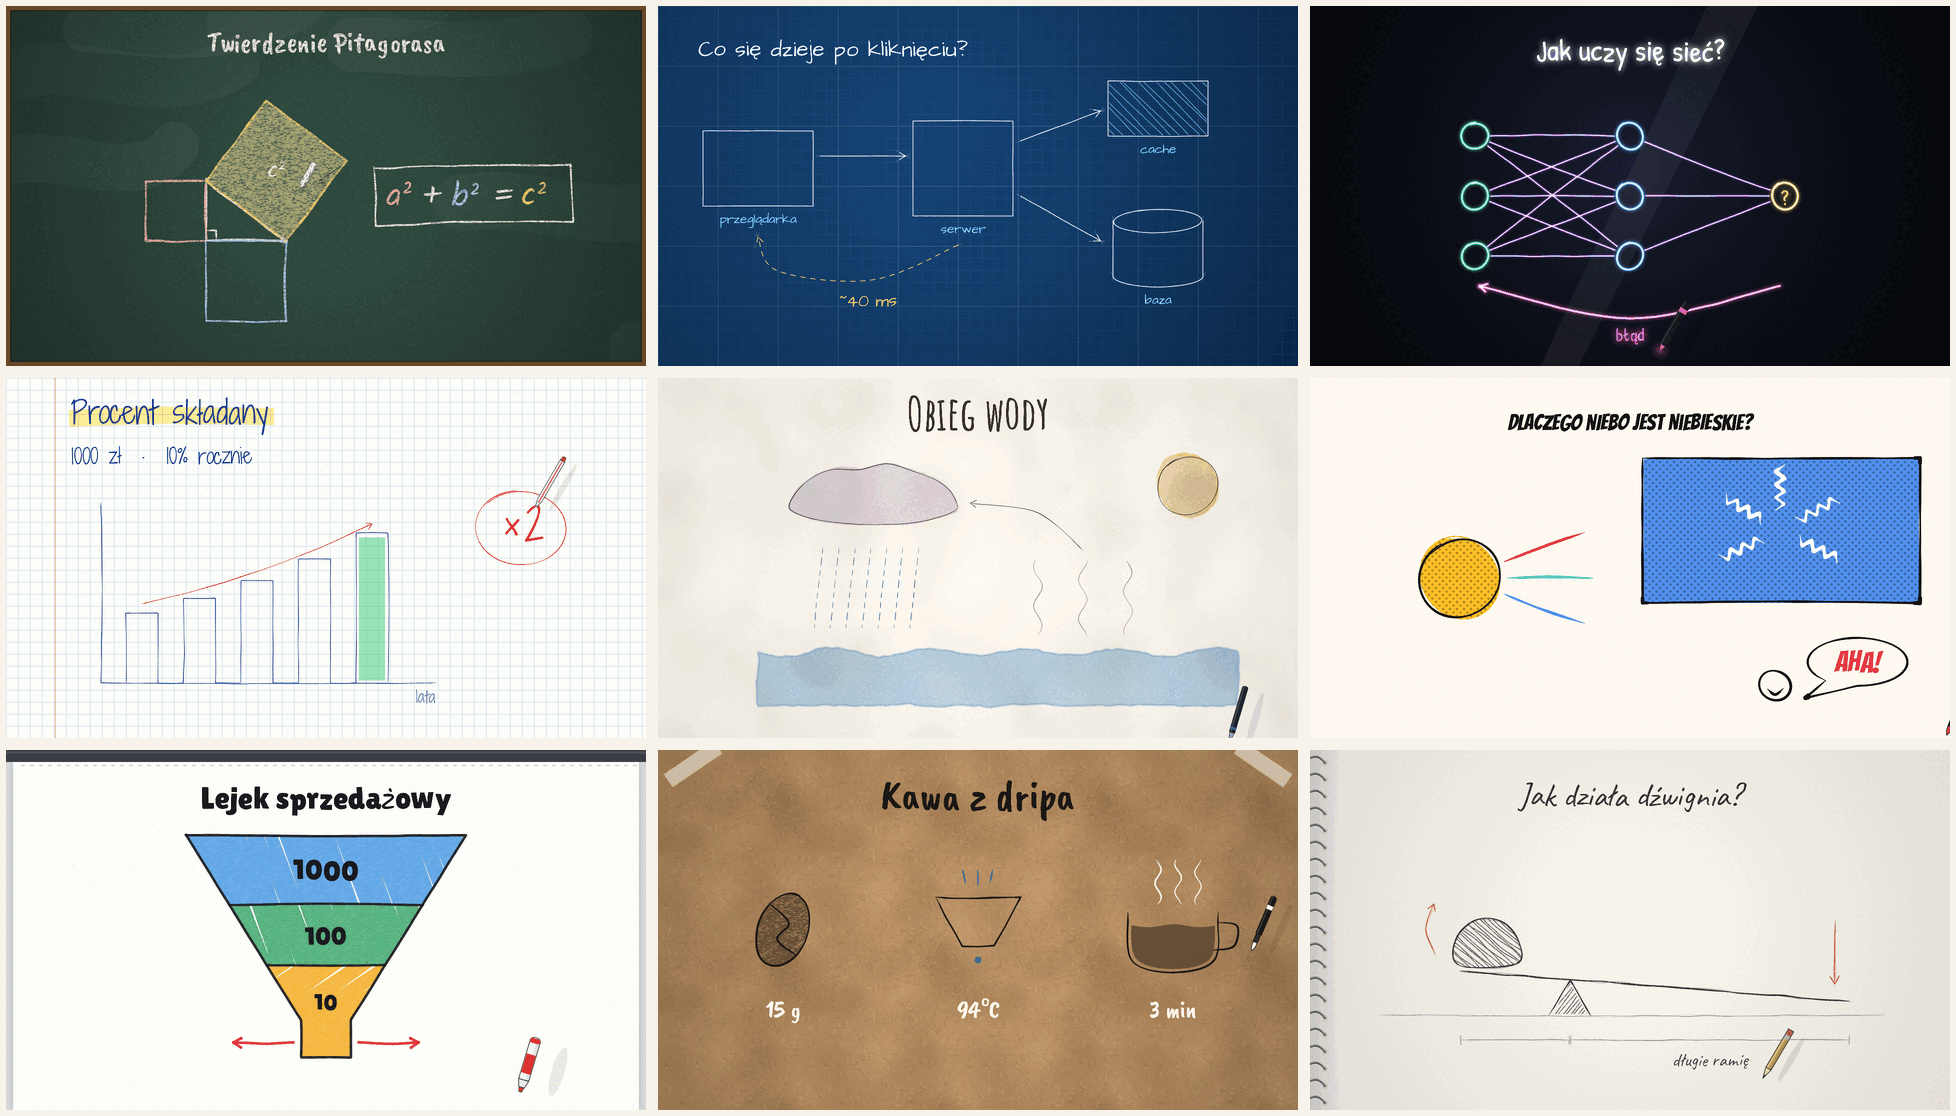 Twierdzenie Pitagorasa
c²
a² + b² = c²
Co się dzieje po kliknięciu?
przeglądarka
serwer
cache
baza
~40 ms
Jak uczy się sieć?
?
błąd
Procent składany
1000 zł · 10% rocznie
×2
lata
OBIEG WODY
DLACZEGO NIEBO JEST NIEBIESKIE?
AHA!
Lejek sprzedażowy
1000
100
10
Kawa z dripa
15 g
94°C
3 min
Jak działa dźwignia?
długie ramię